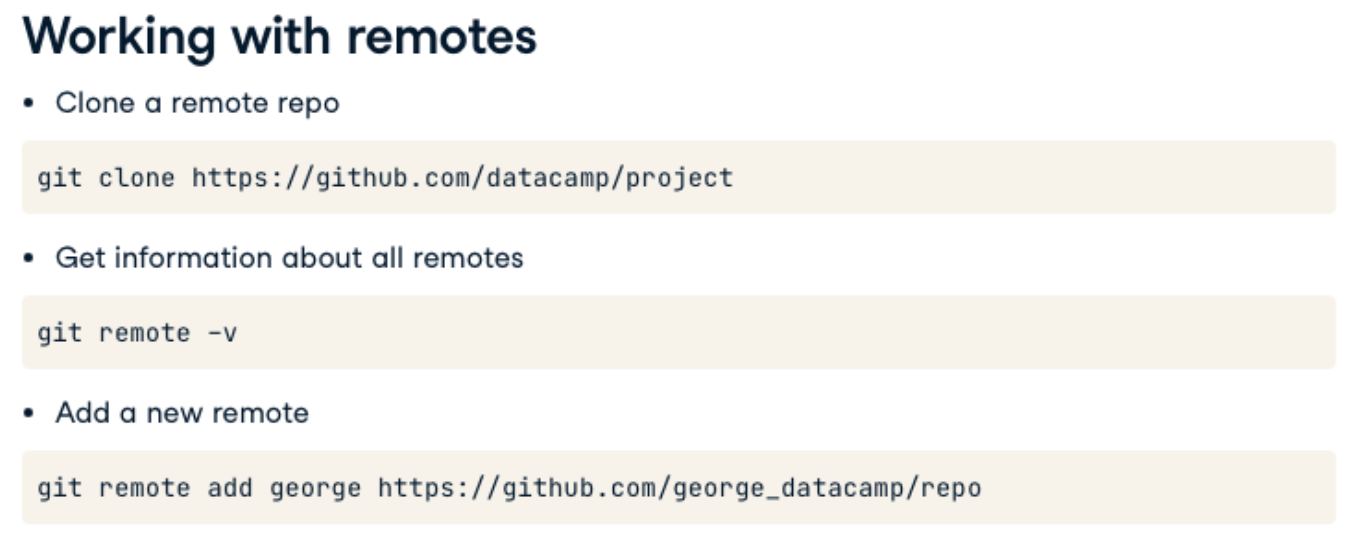 Working with remotes
• Clone a remote repo
git clone https://github.com/datacamp/project
• Get information about all remotes
git remote -v
• Add a new remote
git remote add george https://github.com/george_datacamp/repo